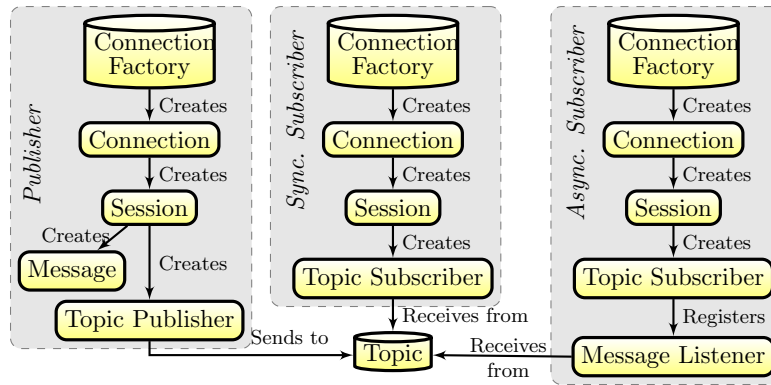 Publisher
Connection
Factory
Creates
Connection
Creates
Session
Creates
Creates
Message
Topic Publisher
Sends to
Sync. Subscriber
Connection
Factory
Creates
Connection
Creates
Session
Creates
Topic Subscriber
Receives from
Topic
Async. Subscriber
Connection
Factory
Creates
Connection
Creates
Session
Creates
Topic Subscriber
Registers
Message Listener
Receives
from